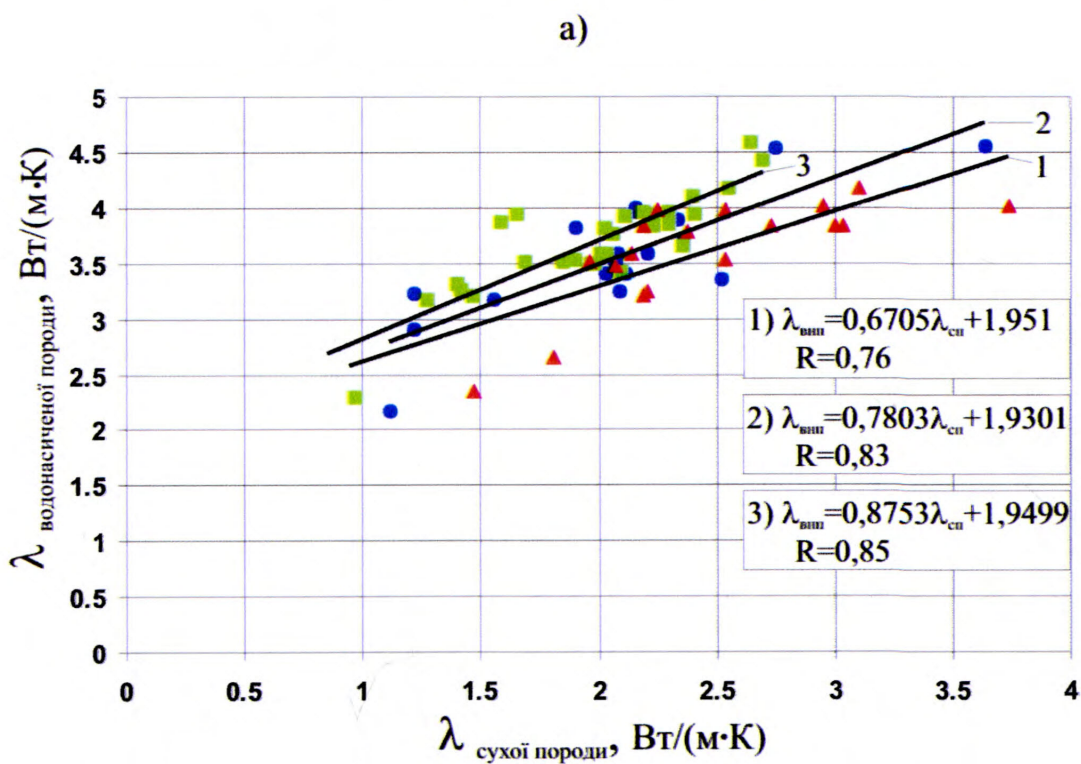 а)
λ водонасиченої породи, Вт/(м·К)
5
4.5
4
3.5
3
2.5
2
1.5
1
0.5
0
0
0.5
1
1.5
2
2.5
3
3.5
4
λ сухої породи, Вт/(м·К)
2
1
3
1) λвнп=0,6705λсп+1,951
R=0,76
2) λвнп=0,7803λсп+1,9301
R=0,83
3) λвнп=0,8753λсп+1,9499
R=0,85